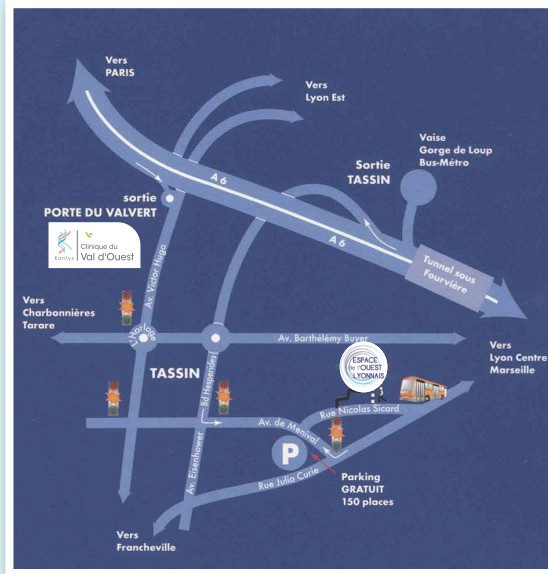 Vers
PARIS
Vers
Lyon Est
Vaise
Gorge de Loup
Bus-Métro
Sortie
TASSIN
A 6
sortie
PORTE DU VALVERT
A 6
Tunnel sous
Fourvière
Kantys
Clinique du
Val d'Ouest
Av. Victor Hugo
Vers
Charbonnières
Tarare
L'Horloge
Av. Barthélémy Buyer
Vers
Lyon Centre
Marseille
TASSIN
Bd Hesperides
ESPACE
de l'OUEST
LYONNAIS
Rue Nicolas Sicard
Av. de Menival
Av. Eisenhower
P
Rue Julio Curie
Parking
GRATUIT
150 places
Vers
Francheville